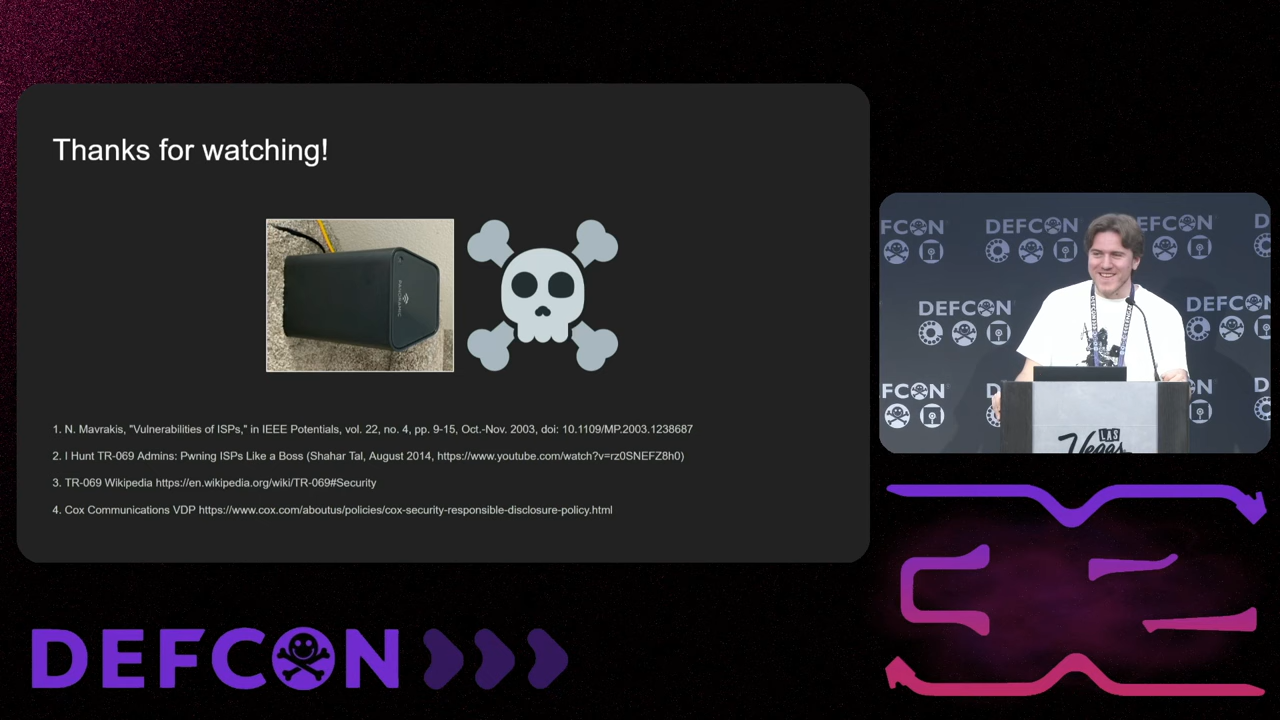 Thanks for watching!
1. N. Mavrakis, "Vulnerabilities of ISPs," in IEEE Potentials, vol. 22, no. 4, pp. 9-15, Oct.-Nov. 2003, doi: 10.1109/MP.2003.1238687
2. I Hunt TR-069 Admins: Pwning ISPs Like a Boss (Shahar Tal, August 2014, https://www.youtube.com/watch?v=rz0SNEFZ8h0)
3. TR-069 Wikipedia https://en.wikipedia.org/wiki/TR-069#Security
4. Cox Communications VDP https://www.cox.com/aboutus/policies/cox-security-responsible-disclosure-policy.html
DEFCON DEFCON DEFCON
DEFCON DEFCON
DEFCON
LAS
Vegas
DEFCON